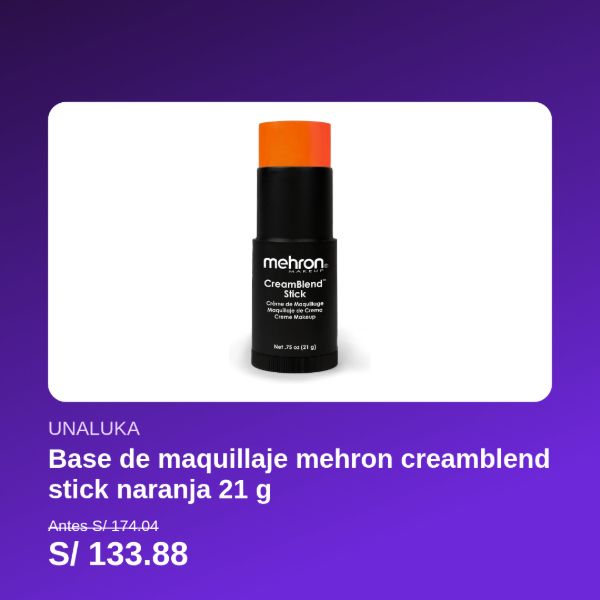 mehron
MAKEUP
CreamBlend™
Stick
Crème de Maquillage
Maquillaje de Crema
Creme Makeup
Net .75 oz (21 g)
UNALUKA
Base de maquillaje mehron creamblend
stick naranja 21 g
Antes S/ 174.04
S/ 133.88